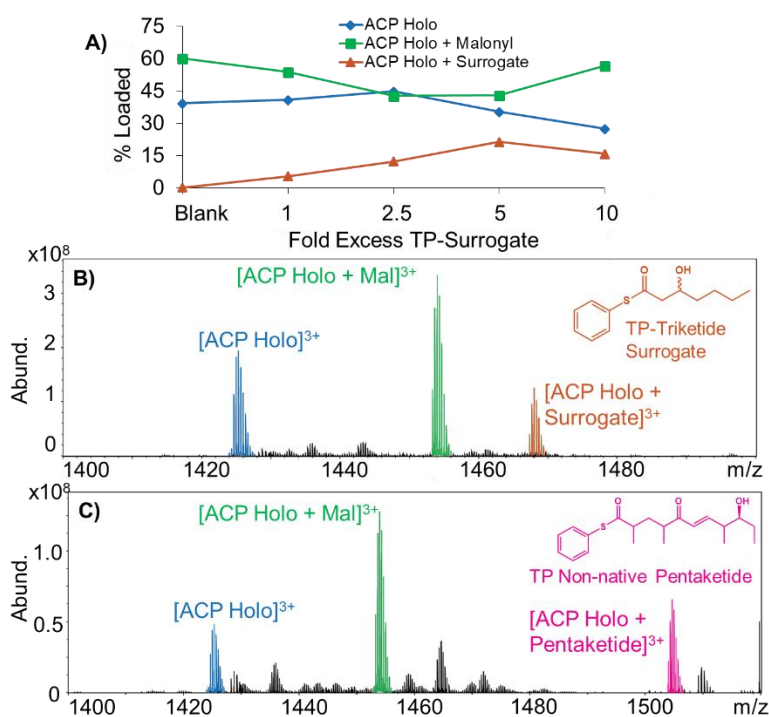 A)
ACP Holo
ACP Holo + Malonyl
ACP Holo + Surrogate
% Loaded
75
60
45
30
15
0
Blank 1 2.5 5 10
Fold Excess TP-Surrogate
B)
x10⁸
[ACP Holo + Mal]³⁺
[ACP Holo]³⁺
[ACP Holo +
Surrogate]³⁺
O OH
S
TP-Triketide
Surrogate
Abund.
3
2
1
0
1400 1420 1440 1460 1480 m/z
C)
x10⁸
[ACP Holo + Mal]³⁺
[ACP Holo]³⁺
O O OH
S
TP Non-native Pentaketide
[ACP Holo +
Pentaketide]³⁺
Abund.
1.0
0.5
0
1400 1420 1440 1460 1480 1500 m/z